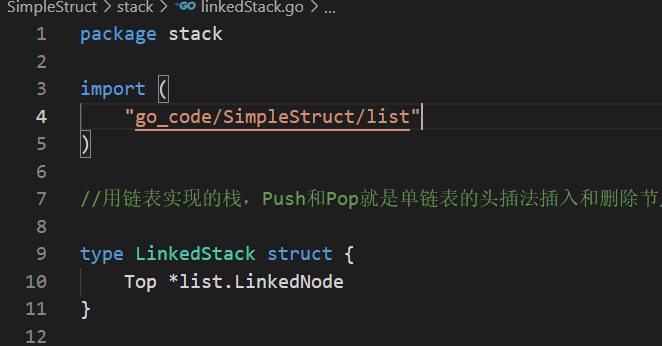 SimpleStruct > stack > GO linkedStack.go > ...
1 package stack
2
3 import (
4 "go_code/SimpleStruct/list"
5 )
6
7 //用链表实现的栈，Push和Pop就是单链表的头插法插入和删除节
8
9 type LinkedStack struct {
10 Top *list.LinkedNode
11 }
12